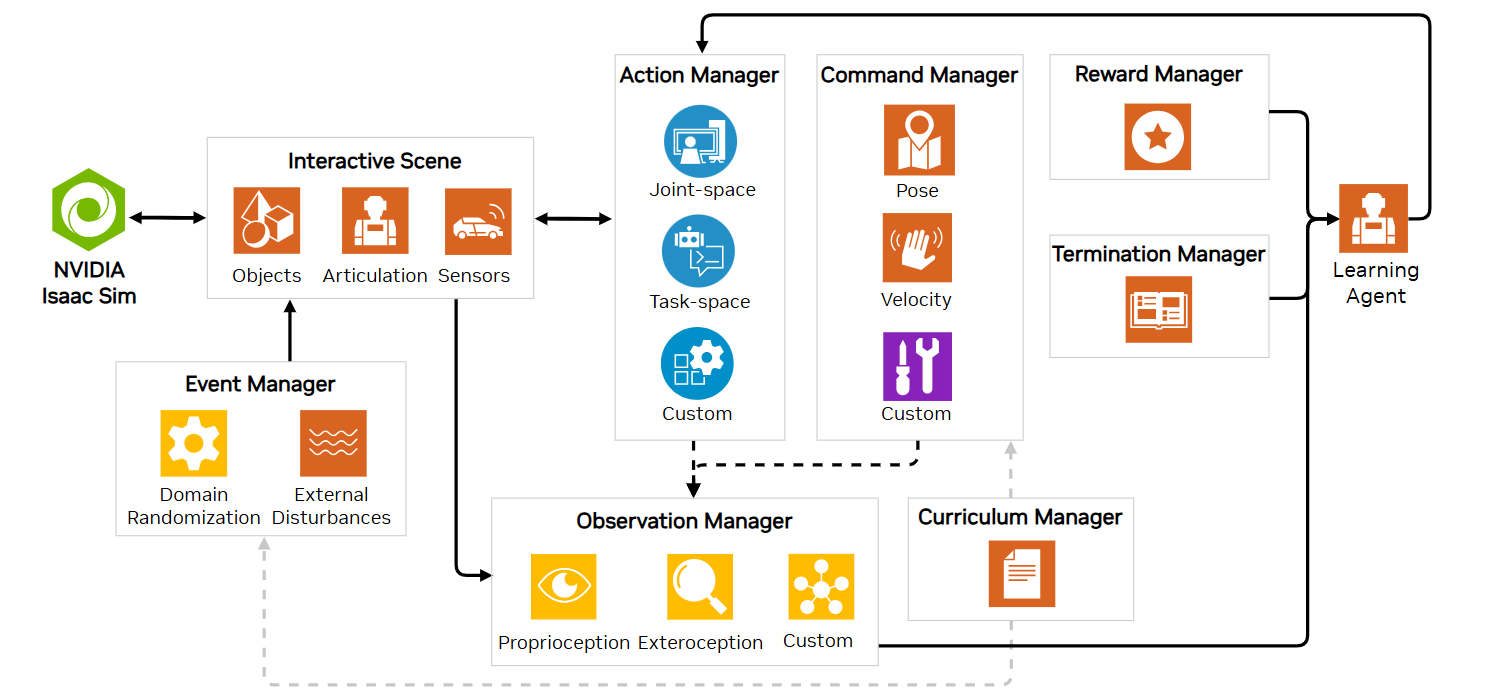 NVIDIA
Isaac Sim
Interactive Scene
Objects
Articulation
Sensors
Event Manager
Domain
Randomization
External
Disturbances
Action Manager
Joint-space
Task-space
Custom
Command Manager
Pose
Velocity
Custom
Reward Manager
Termination Manager
Learning
Agent
Observation Manager
Proprioception
Exteroception
Custom
Curriculum Manager